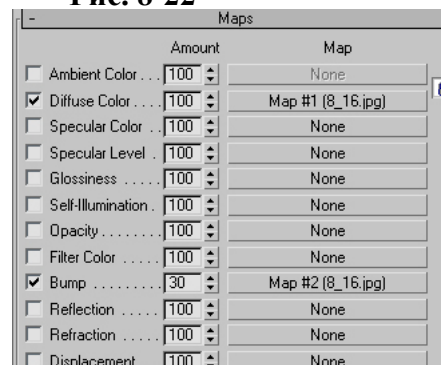 Рис. 8-22
- Maps
Amount Map
Ambient Color . . . 100 None
Diffuse Color . . . . 100 Map #1 (8_16.jpg)
Specular Color . . 100 None
Specular Level . 100 None
Glossiness . . . . . 100 None
Self-Illumination . 100 None
Opacity . . . . . . . . 100 None
Filter Color . . . . . 100 None
Bump . . . . . . . . . 30 Map #2 (8_16.jpg)
Reflection . . . . . 100 None
Refraction . . . . . 100 None
Displacement 100 None